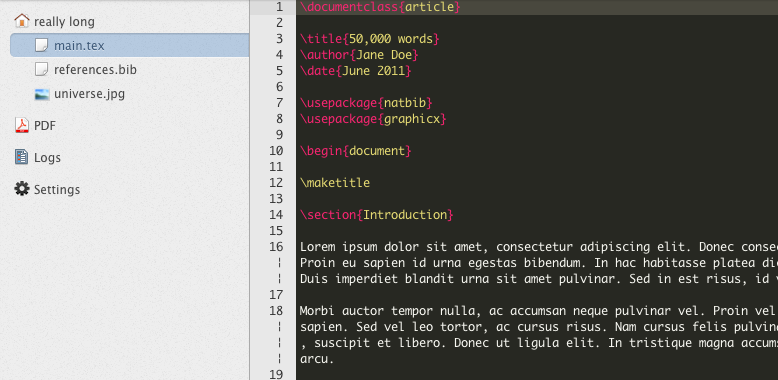 really long
main.tex
references.bib
universe.jpg
PDF
Logs
Settings
1 \documentclass{article}
2
3 \title{50,000 words}
4 \author{Jane Doe}
5 \date{June 2011}
6
7 \usepackage{natbib}
8 \usepackage{graphicx}
9
10 \begin{document}
11
12 \maketitle
13
14 \section{Introduction}
15
16 Lorem ipsum dolor sit amet, consectetur adipiscing elit. Donec conse
Proin eu sapien id urna egestas bibendum. In hac habitasse platea di
Duis imperdiet blandit urna sit amet pulvinar. Sed in est risus, id
17
18 Morbi auctor tempor nulla, ac accumsan neque pulvinar vel. Proin vel
sapien. Sed vel leo tortor, ac cursus risus. Nam cursus felis pulvin
, suscipit et libero. Donec ut ligula elit. In tristique magna accums
arcu.
19